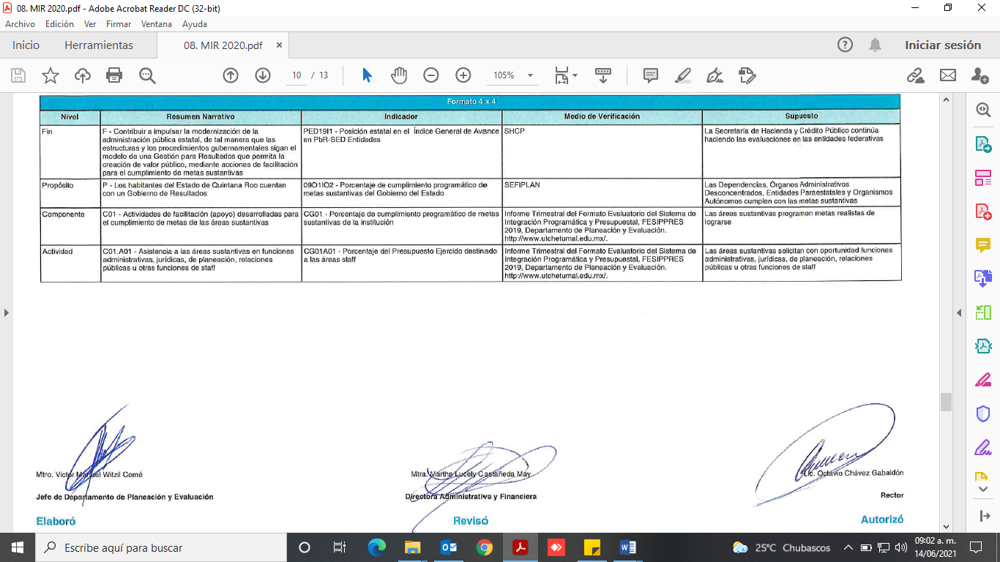 08. MIR 2020.pdf - Adobe Acrobat Reader DC (32-bit)
Archivo Edición Ver Firmar Ventana Ayuda
Inicio Herramientas 08. MIR 2020.pdf × Iniciar sesión
10 / 13 105%
Formato 4 x 4
Nivel Resumen Narrativo Indicador Medio de Verificación Supuesto
Fin
F - Contribuir a impulsar la modernización de la
administración pública estatal, de tal manera que las
estructuras y los procedimientos gubernamentales sigan el
modelo de una Gestión para Resultados que permita la
creación de valor público, mediante acciones de facilitación
para el cumplimiento de metas sustantivas
PED19I1 - Posición estatal en el Índice General de Avance
en PbR-SED Entidades
SHCP
La Secretaría de Hacienda y Crédito Público continúa
haciendo las evaluaciones en las entidades federativas
Propósito
P - Los habitantes del Estado de Quintana Roo cuentan
con un Gobierno de Resultados
09O1IO2 - Porcentaje de cumplimiento programático de
metas sustantivas del Gobierno del Estado
SEFIPLAN
Las Dependencias, Órganos Administrativos
Desconcentrados, Entidades Paraestatales y Organismos
Autónomos cumplen con las metas sustantivas
Componente
C01 - Actividades de facilitación (apoyo) desarrolladas para
el cumplimiento de metas de las áreas sustantivas
CG01 - Porcentaje de cumplimiento programático de metas
sustantivas de la institución
Informe Trimestral del Formato Evaluatorio del Sistema de
Integración Programática y Presupuestal, FESIPPRES
2019, Departamento de Planeación y Evaluación.
http://www.utchetumal.edu.mx/.
Las áreas sustantivas programen metas realistas de
lograrse
Actividad
C01.A01 - Asistencia a las áreas sustantivas en funciones
administrativas, jurídicas, de planeación, relaciones
públicas u otras funciones de staff
CG01A01 - Porcentaje del Presupuesto Ejercido destinado
a las áreas staff
Informe Trimestral del Formato Evaluatorio del Sistema de
Integración Programática y Presupuestal, FESIPPRES
2019, Departamento de Planeación y Evaluación.
http://www.utchetumal.edu.mx/.
Las áreas sustantivas solicitan con oportunidad funciones
administrativas, jurídicas, de planeación, relaciones
públicas u otras funciones de staff
Mtro. Victor Manuel Witzil Cemé
Jefe de Departamento de Planeación y Evaluación
Elaboró
Mtra. Martha Lucely Castañeda May
Directora Administrativa y Financiera
Revisó
Lic. Octavio Chávez Gabaldón
Rector
Autorizó
Escribe aquí para buscar
25°C Chubascos
09:02 a. m.
14/06/2021